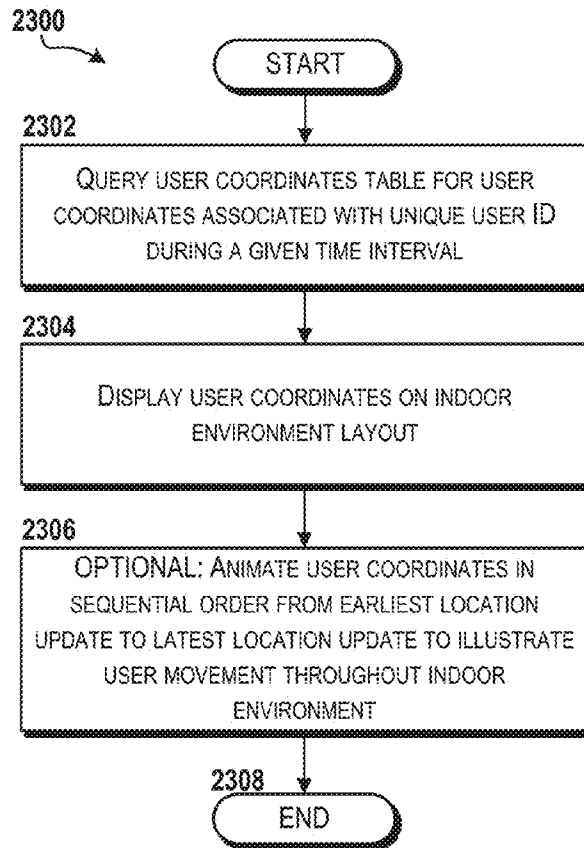 2300
START
2302
QUERY USER COORDINATES TABLE FOR USER
COORDINATES ASSOCIATED WITH UNIQUE USER ID
DURING A GIVEN TIME INTERVAL
2304
DISPLAY USER COORDINATES ON INDOOR
ENVIRONMENT LAYOUT
2306
OPTIONAL: ANIMATE USER COORDINATES IN
SEQUENTIAL ORDER FROM EARLIEST LOCATION
UPDATE TO LATEST LOCATION UPDATE TO ILLUSTRATE
USER MOVEMENT THROUGHOUT INDOOR
ENVIRONMENT
2308
END